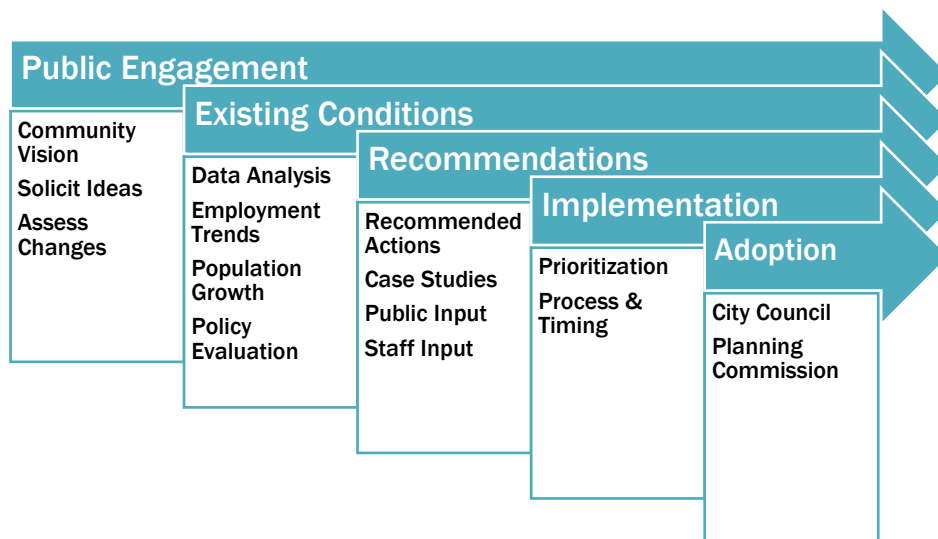 Public Engagement
Community
Vision
Solicit Ideas
Assess
Changes
Existing Conditions
Data Analysis
Employment
Trends
Population
Growth
Policy
Evaluation
Recommendations
Recommended
Actions
Case Studies
Public Input
Staff Input
Implementation
Prioritization
Process &
Timing
Adoption
City Council
Planning
Commission